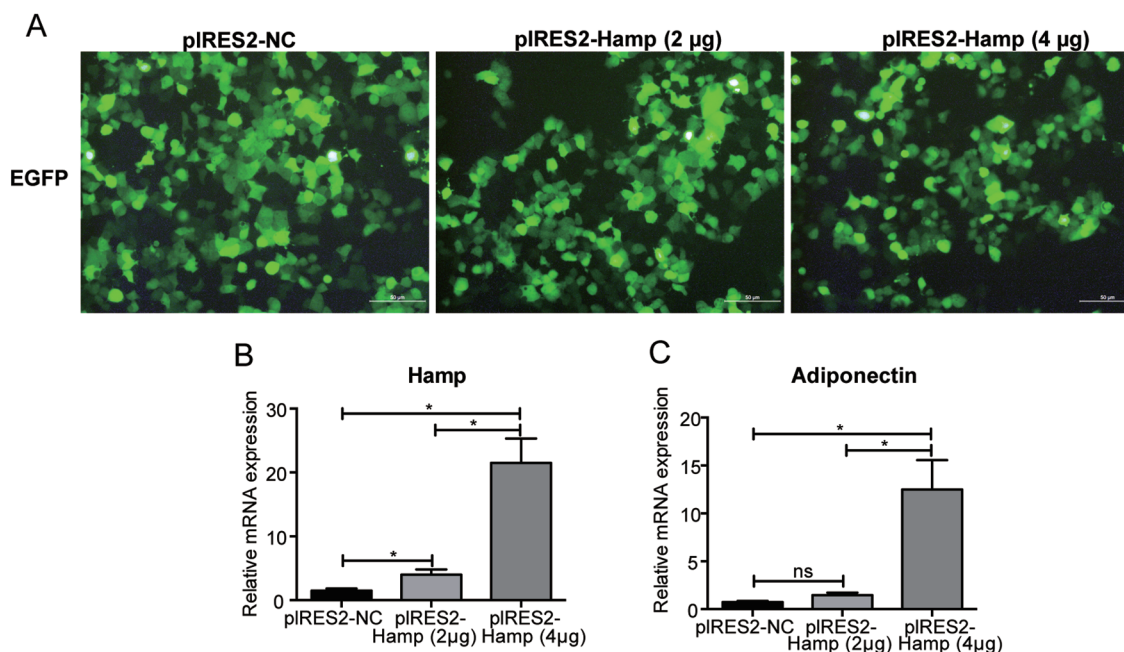 A
pIRES2-NC
pIRES2-Hamp (2 µg)
pIRES2-Hamp (4 µg)
EGFP
50 µm
50 µm
50 µm
B
Hamp
Relative mRNA expression
30
20
10
0
*
*
*
pIRES2-NC
pIRES2-
Hamp (2µg)
pIRES2-
Hamp (4µg)
C
Adiponectin
Relative mRNA expression
20
15
10
5
0
*
*
ns
pIRES2-NC
pIRES2-
Hamp (2µg)
pIRES2-
Hamp (4µg)